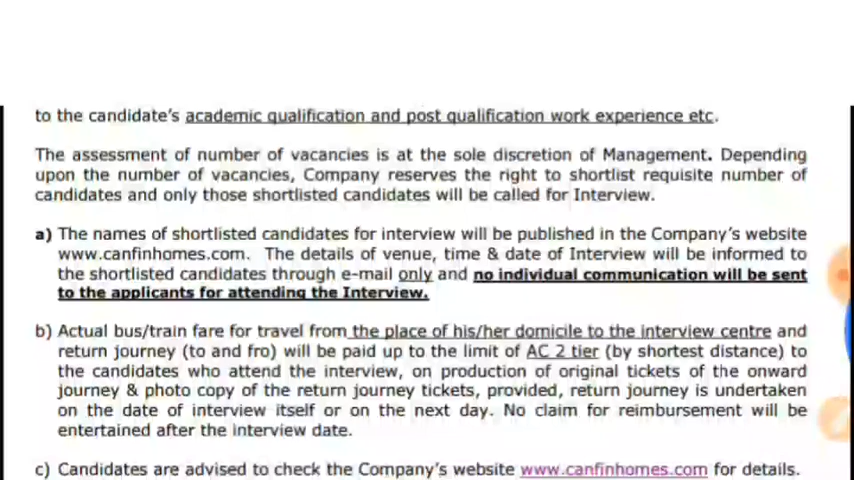 to the candidate's academic qualification and post qualification work experience etc.
The assessment of number of vacancies is at the sole discretion of Management. Depending
upon the number of vacancies, Company reserves the right to shortlist requisite number of
candidates and only those shortlisted candidates will be called for Interview.
a) The names of shortlisted candidates for interview will be published in the Company's website
www.canfinhomes.com. The details of venue, time & date of Interview will be informed to
the shortlisted candidates through e-mail only and no individual communication will be sent
to the applicants for attending the Interview.
b) Actual bus/train fare for travel from the place of his/her domicile to the interview centre and
return journey (to and fro) will be paid up to the limit of AC 2 tier (by shortest distance) to
the candidates who attend the interview, on production of original tickets of the onward
journey & photo copy of the return journey tickets, provided, return journey is undertaken
on the date of interview itself or on the next day. No claim for reimbursement will be
entertained after the interview date.
c) Candidates are advised to check the Company's website www.canfinhomes.com for details.